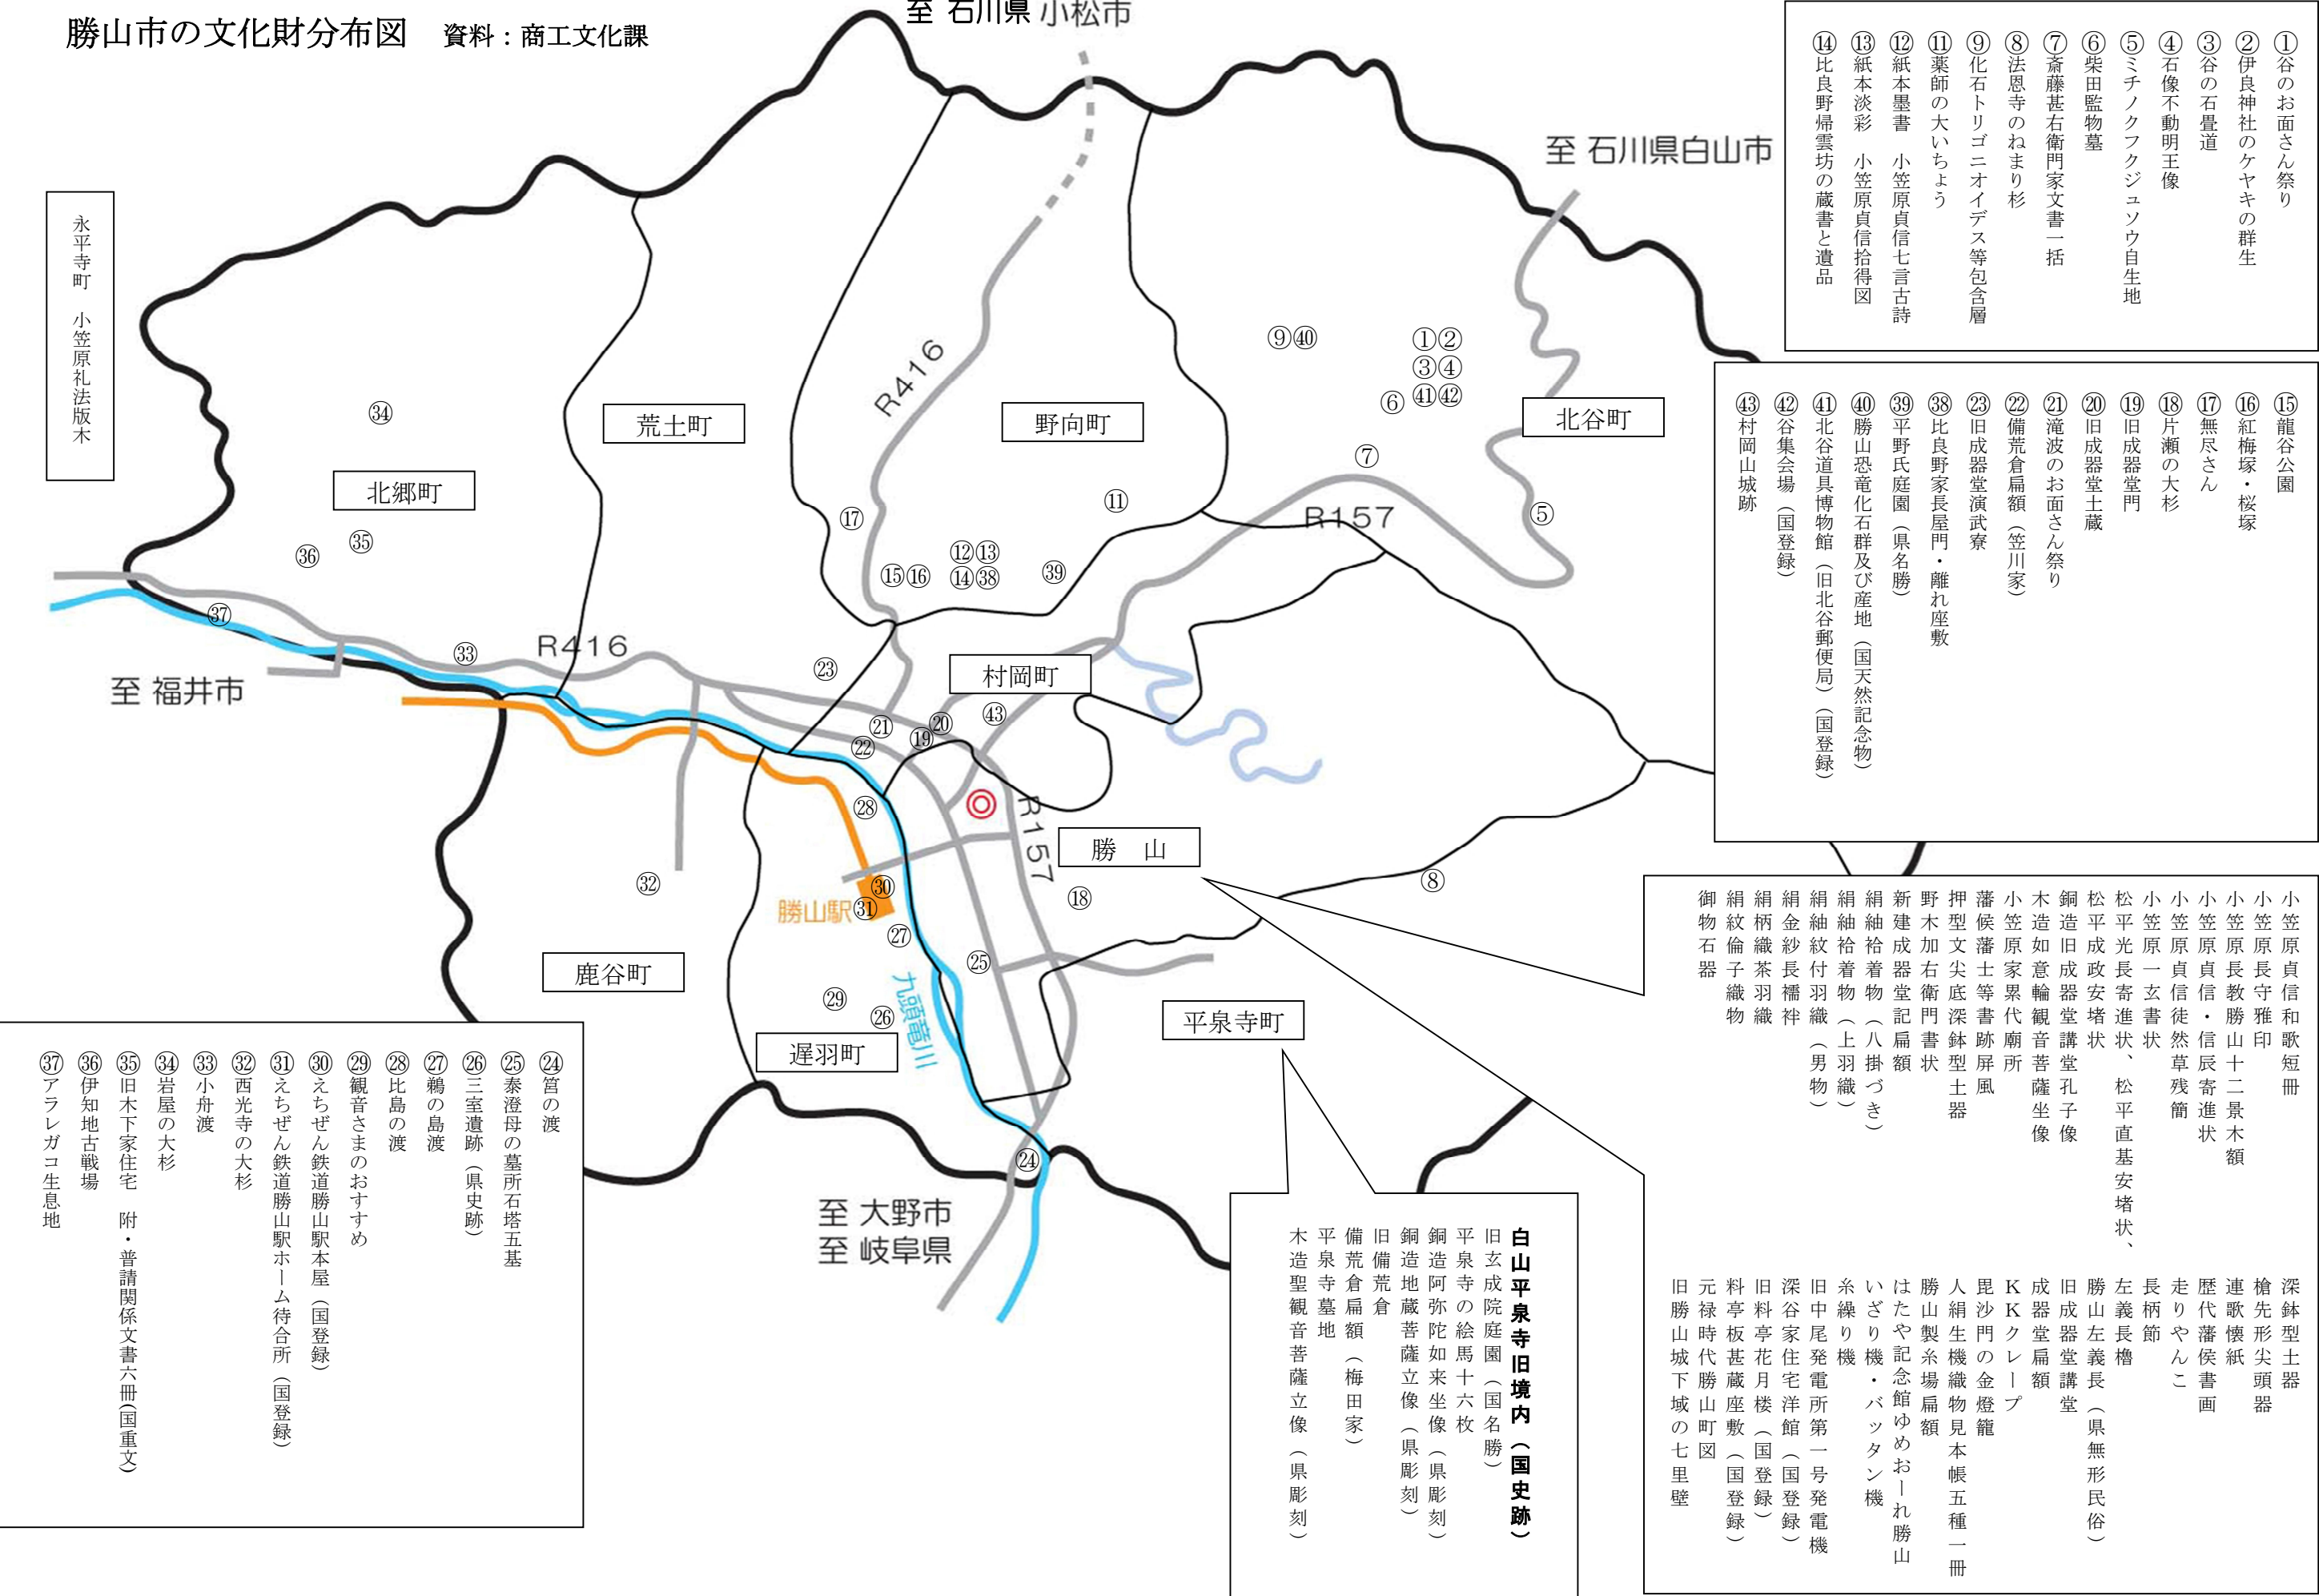 勝山市の文化財分布図　資料：商工文化課
至 石川県 小松市
至 石川県白山市
①谷のお面さん祭り
②伊良神社のケヤキの群生
③谷の石畳道
④石像不動明王像
⑤ミチノクフクジュソウ自生地
⑥柴田監物墓
⑦斎藤甚右衛門家文書一括
⑧法恩寺のねまり杉
⑨化石トリゴニオイデス等包含層
⑪薬師の大いちょう
⑫紙本墨書　小笠原貞信七言古詩
⑬紙本淡彩　小笠原貞信拾得図
⑭比良野帰雲坊の蔵書と遺品
⑮龍谷公園
⑯紅梅塚・桜塚
⑰無尽さん
⑱片瀬の大杉
⑲旧成器堂門
⑳旧成器堂土蔵
㉑滝波のお面さん祭り
㉒備荒倉扁額（笠川家）
㉓旧成器堂演武寮
㊴平野氏庭園（県名勝）
㊳比良野家長屋門・離れ座敷
㊵勝山恐竜化石群及び産地（国天然記念物）
㊶北谷道具博物館（旧北谷郵便局）（国登録）
㊷谷集会場（国登録）
㊸村岡山城跡
永平寺町　小笠原礼法版木
北郷町
荒土町
野向町
北谷町
村岡町
勝　山
鹿谷町
遅羽町
平泉寺町
R416
R416
R157
R157
至 福井市
勝山駅
九頭竜川
至 大野市
至 岐阜県
⑨㊵
①②
③④
㊶㊷
⑥
⑦
⑤
⑪
⑰
⑫⑬
⑭㊳
⑮⑯
㊴
㉞
㉟
㊱
㊲
㉝
㉓
㉑
㉒
⑳
⑲
㊸
㉘
㉜
㉚
㉛
㉗
⑱
⑧
㉕
㉙
㉖
㉔
小笠原貞信和歌短冊
小笠原長守雅印
小笠原長教勝山十二景木額
小笠原貞信・信辰寄進状
小笠原貞信徒然草残簡
小笠原一玄書状
松平光長寄進状、松平直基安堵状、
松平成政安堵状
銅造旧成器堂講堂孔子像
木造如意輪観音菩薩坐像
小笠原家累代廟所
藩候藩士等書跡屏風
押型文尖底深鉢型土器
野木加右衛門書状
新建成器堂記扁額
絹紬袷着物（八掛づき）
絹紬袷着物（上羽織）
絹紬紋付羽織（男物）
絹金紗長襦袢
絹柄織茶羽織
絹紋倫子織物
御物石器
深鉢型土器
槍先形尖頭器
連歌懐紙
歴代藩侯書画
走りやんこ
長柄節
左義長櫓
勝山左義長（県無形民俗）
旧成器堂講堂
成器堂扁額
KKクレープ
毘沙門の金燈籠
人絹生機織物見本帳五種一冊
勝山製糸場扁額
はたや記念館ゆめおーれ勝山
いざり機・バッタン機
糸繰り機
旧中尾発電所第一号発電機
深谷家住宅洋館（国登録）
旧料亭花月楼（国登録）
料亭板甚蔵座敷（国登録）
元禄時代勝山町図
旧勝山城下域の七里壁
白山平泉寺旧境内（国史跡）
旧玄成院庭園（国名勝）
平泉寺の絵馬十六枚
銅造阿弥陀如来坐像（県彫刻）
銅造地蔵菩薩立像（県彫刻）
旧備荒倉
備荒倉扁額（梅田家）
平泉寺墓地
木造聖観音菩薩立像（県彫刻）
㉔筥の渡
㉕泰澄母の墓所石塔五基
㉖三室遺跡（県史跡）
㉗鵜の島渡
㉘比島の渡
㉙観音さまのおすすめ
㉚えちぜん鉄道勝山駅本屋（国登録）
㉛えちぜん鉄道勝山駅ホーム待合所（国登録）
㉜西光寺の大杉
㉝小舟渡
㉞岩屋の大杉
㉟旧木下家住宅　附・普請関係文書六冊(国重文)
㊱伊知地古戦場
㊲アラレガコ生息地